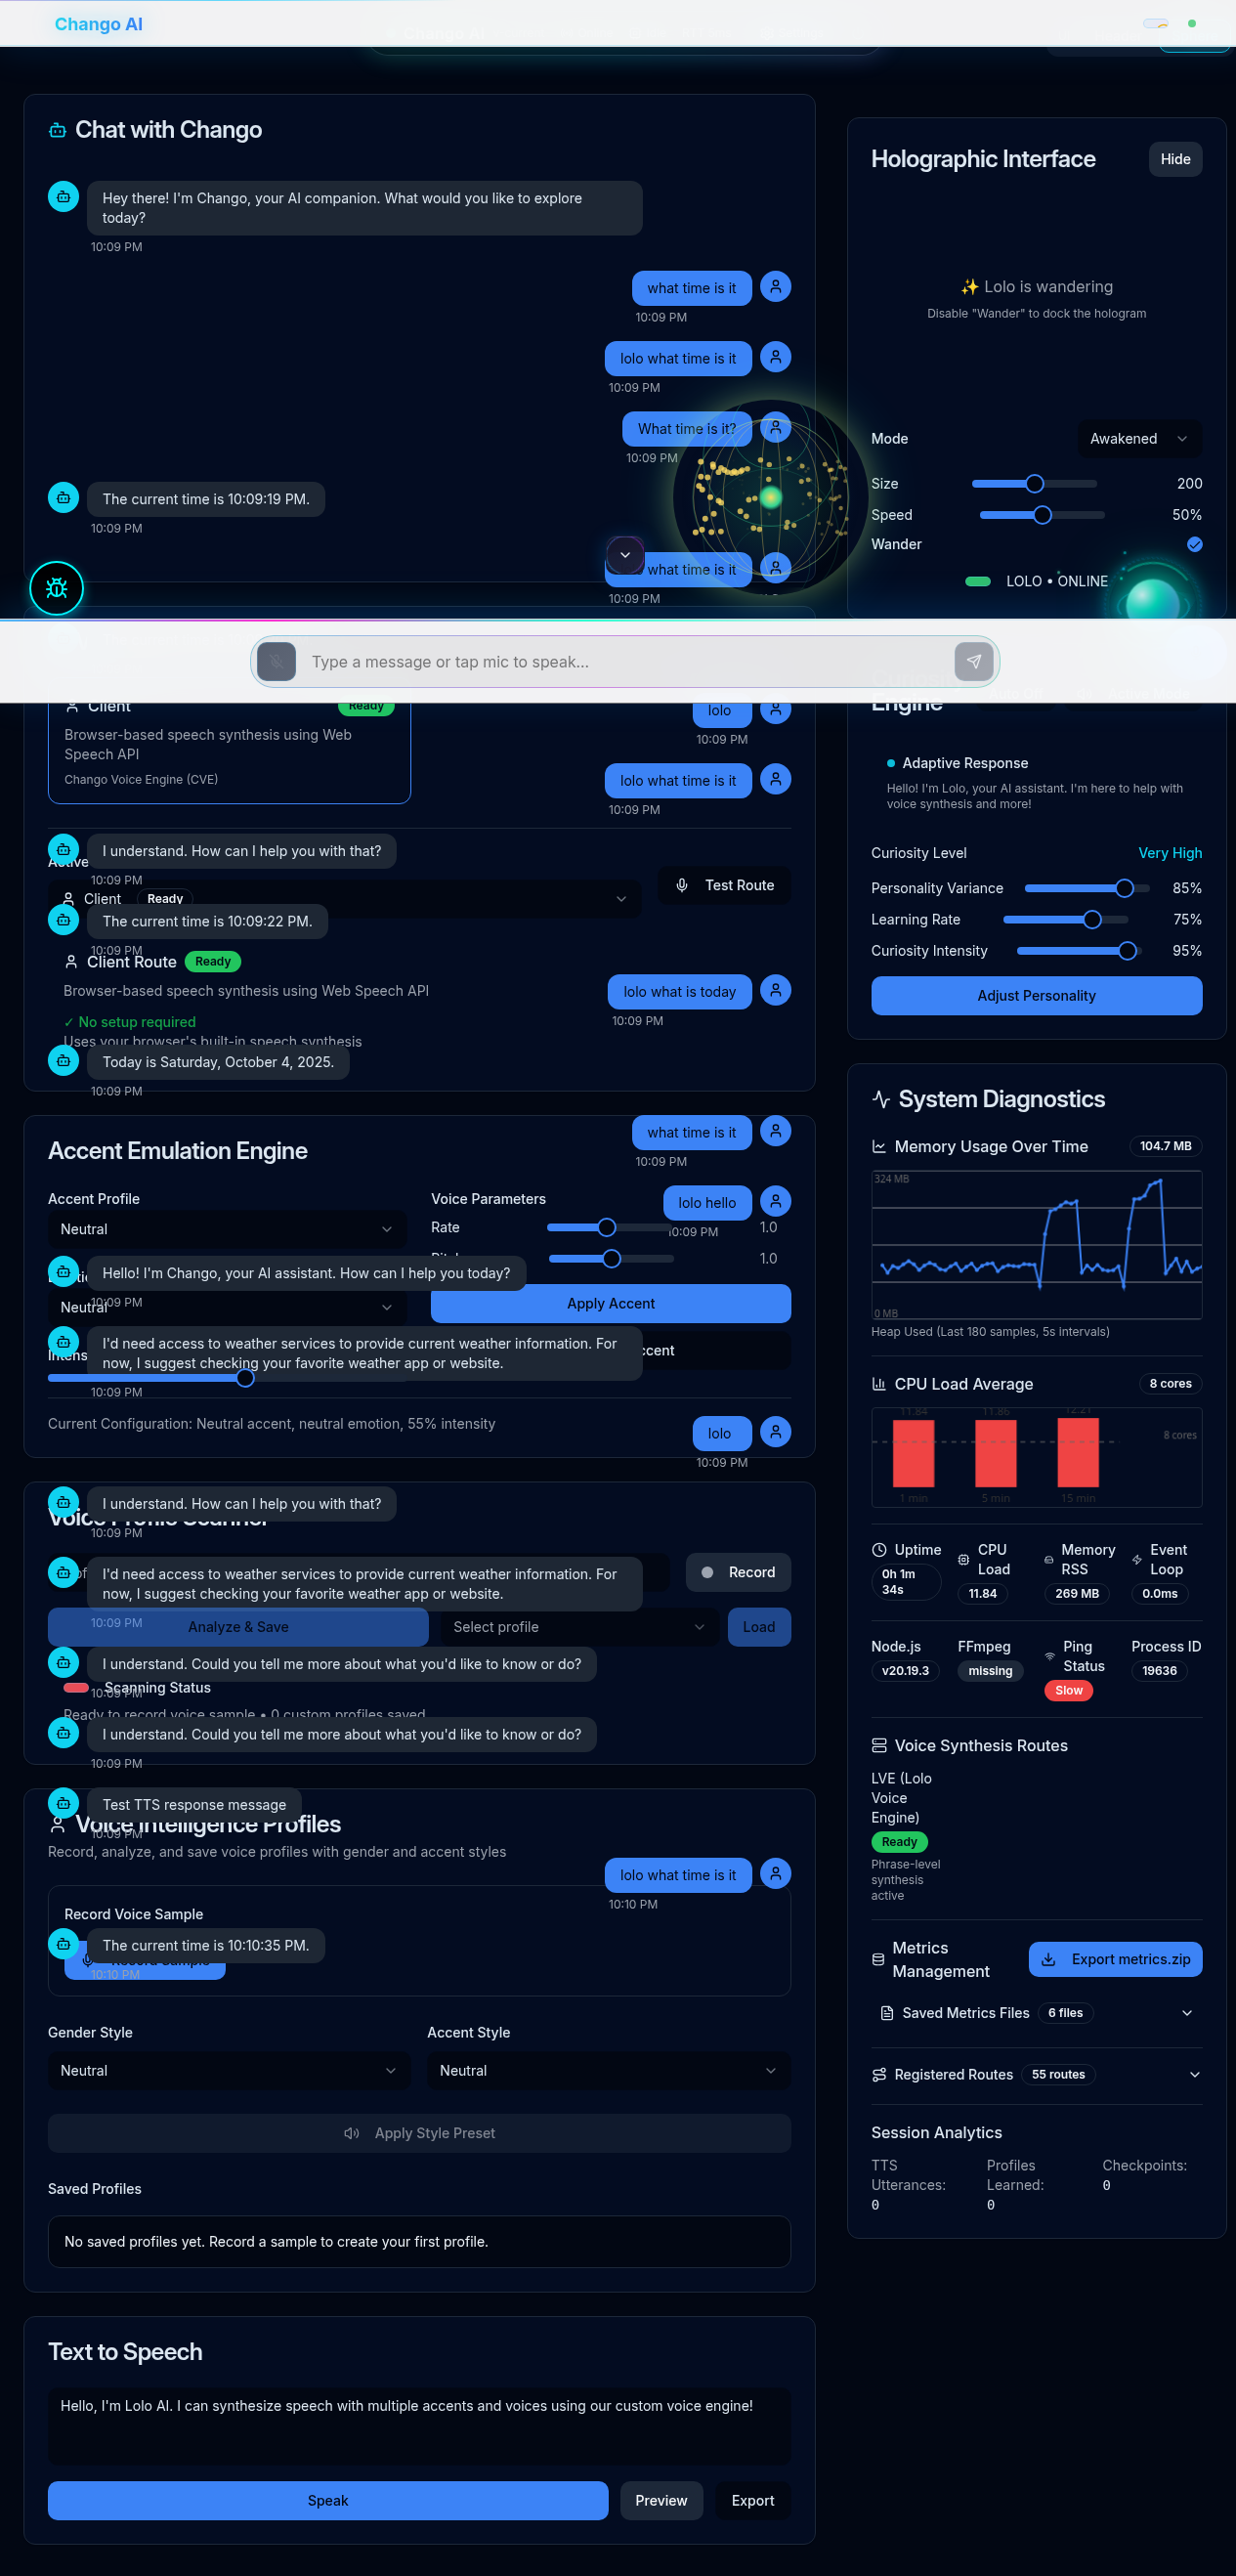 Chango AI
Chat with Chango
Hey there! I'm Chango, your AI companion. What would you like to explore
today?
10:09 PM
what time is it
10:09 PM
lolo what time is it
10:09 PM
What time is it?
10:09 PM
The current time is 10:09:19 PM.
10:09 PM
what time is it
10:09 PM
Type a message or tap mic to speak...
Client
Ready
Browser-based speech synthesis using Web
Speech API
Chango Voice Engine (CVE)
lolo
10:09 PM
lolo what time is it
10:09 PM
I understand. How can I help you with that?
10:09 PM
Active
Client
Ready
Test Route
The current time is 10:09:22 PM.
10:09 PM
Client Route
Ready
Browser-based speech synthesis using Web Speech API
✓ No setup required
Uses your browser's built-in speech synthesis
lolo what is today
10:09 PM
Today is Saturday, October 4, 2025.
10:09 PM
what time is it
10:09 PM
Accent Emulation Engine
Accent Profile
Neutral
Voice Parameters
lolo hello
10:09 PM
Rate
1.0
1.0
Hello! I'm Chango, your AI assistant. How can I help you today?
10:09 PM
Neutral
Apply Accent
I'd need access to weather services to provide current weather information. For
now, I suggest checking your favorite weather app or website.
10:09 PM
Current Configuration: Neutral accent, neutral emotion, 55% intensity
lolo
10:09 PM
I understand. How can I help you with that?
10:09 PM
Voice Profile Scanner
I'd need access to weather services to provide current weather information. For
now, I suggest checking your favorite weather app or website.
10:09 PM
Record
Analyze & Save
Select profile
Load
I understand. Could you tell me more about what you'd like to know or do?
10:09 PM
Scanning Status
Ready to record voice sample • 0 custom profiles saved
I understand. Could you tell me more about what you'd like to know or do?
10:09 PM
Test TTS response message
10:09 PM
Voice Intelligence Profiles
Record, analyze, and save voice profiles with gender and accent styles
lolo what time is it
10:10 PM
Record Voice Sample
The current time is 10:10:35 PM.
10:10 PM
Gender Style
Neutral
Accent Style
Neutral
Apply Style Preset
Saved Profiles
No saved profiles yet. Record a sample to create your first profile.
Text to Speech
Hello, I'm Lolo AI. I can synthesize speech with multiple accents and voices using our custom voice engine!
Speak
Preview
Export
Holographic Interface
Hide
✨ Lolo is wandering
Disable "Wander" to dock the hologram
Mode
Awakened
Size
200
Speed
50%
Wander
LOLO • ONLINE
Engine
Adaptive Response
Hello! I'm Lolo, your AI assistant. I'm here to help with
voice synthesis and more!
Curiosity Level
Very High
Personality Variance
85%
Learning Rate
75%
Curiosity Intensity
95%
Adjust Personality
System Diagnostics
Memory Usage Over Time
104.7 MB
324 MB
0 MB
Heap Used (Last 180 samples, 5s intervals)
CPU Load Average
8 cores
11.84
11.86
12.21
8 cores
1 min
5 min
15 min
Uptime
0h 1m
34s
CPU
Load
11.84
Memory
RSS
269 MB
Event
Loop
0.0ms
Node.js
v20.19.3
FFmpeg
missing
Ping
Status
Slow
Process ID
19636
Voice Synthesis Routes
LVE (Lolo
Voice
Engine)
Ready
Phrase-level
synthesis
active
Metrics
Management
Export metrics.zip
Saved Metrics Files
6 files
Registered Routes
55 routes
Session Analytics
TTS
Utterances:
0
Profiles
Learned:
0
Checkpoints:
0